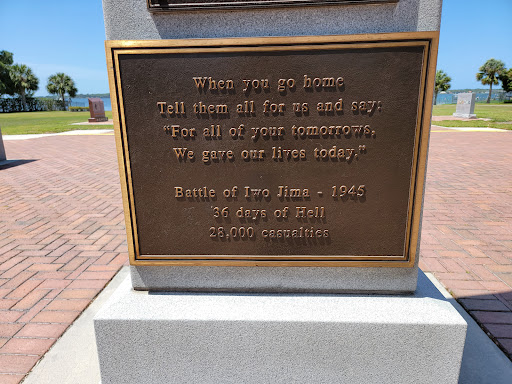 When you go home
Tell them all for us and say:
"For all of your tomorrows,
We gave our lives today."
Battle of Iwo Jima - 1945
36 days of Hell
28,000 casualties